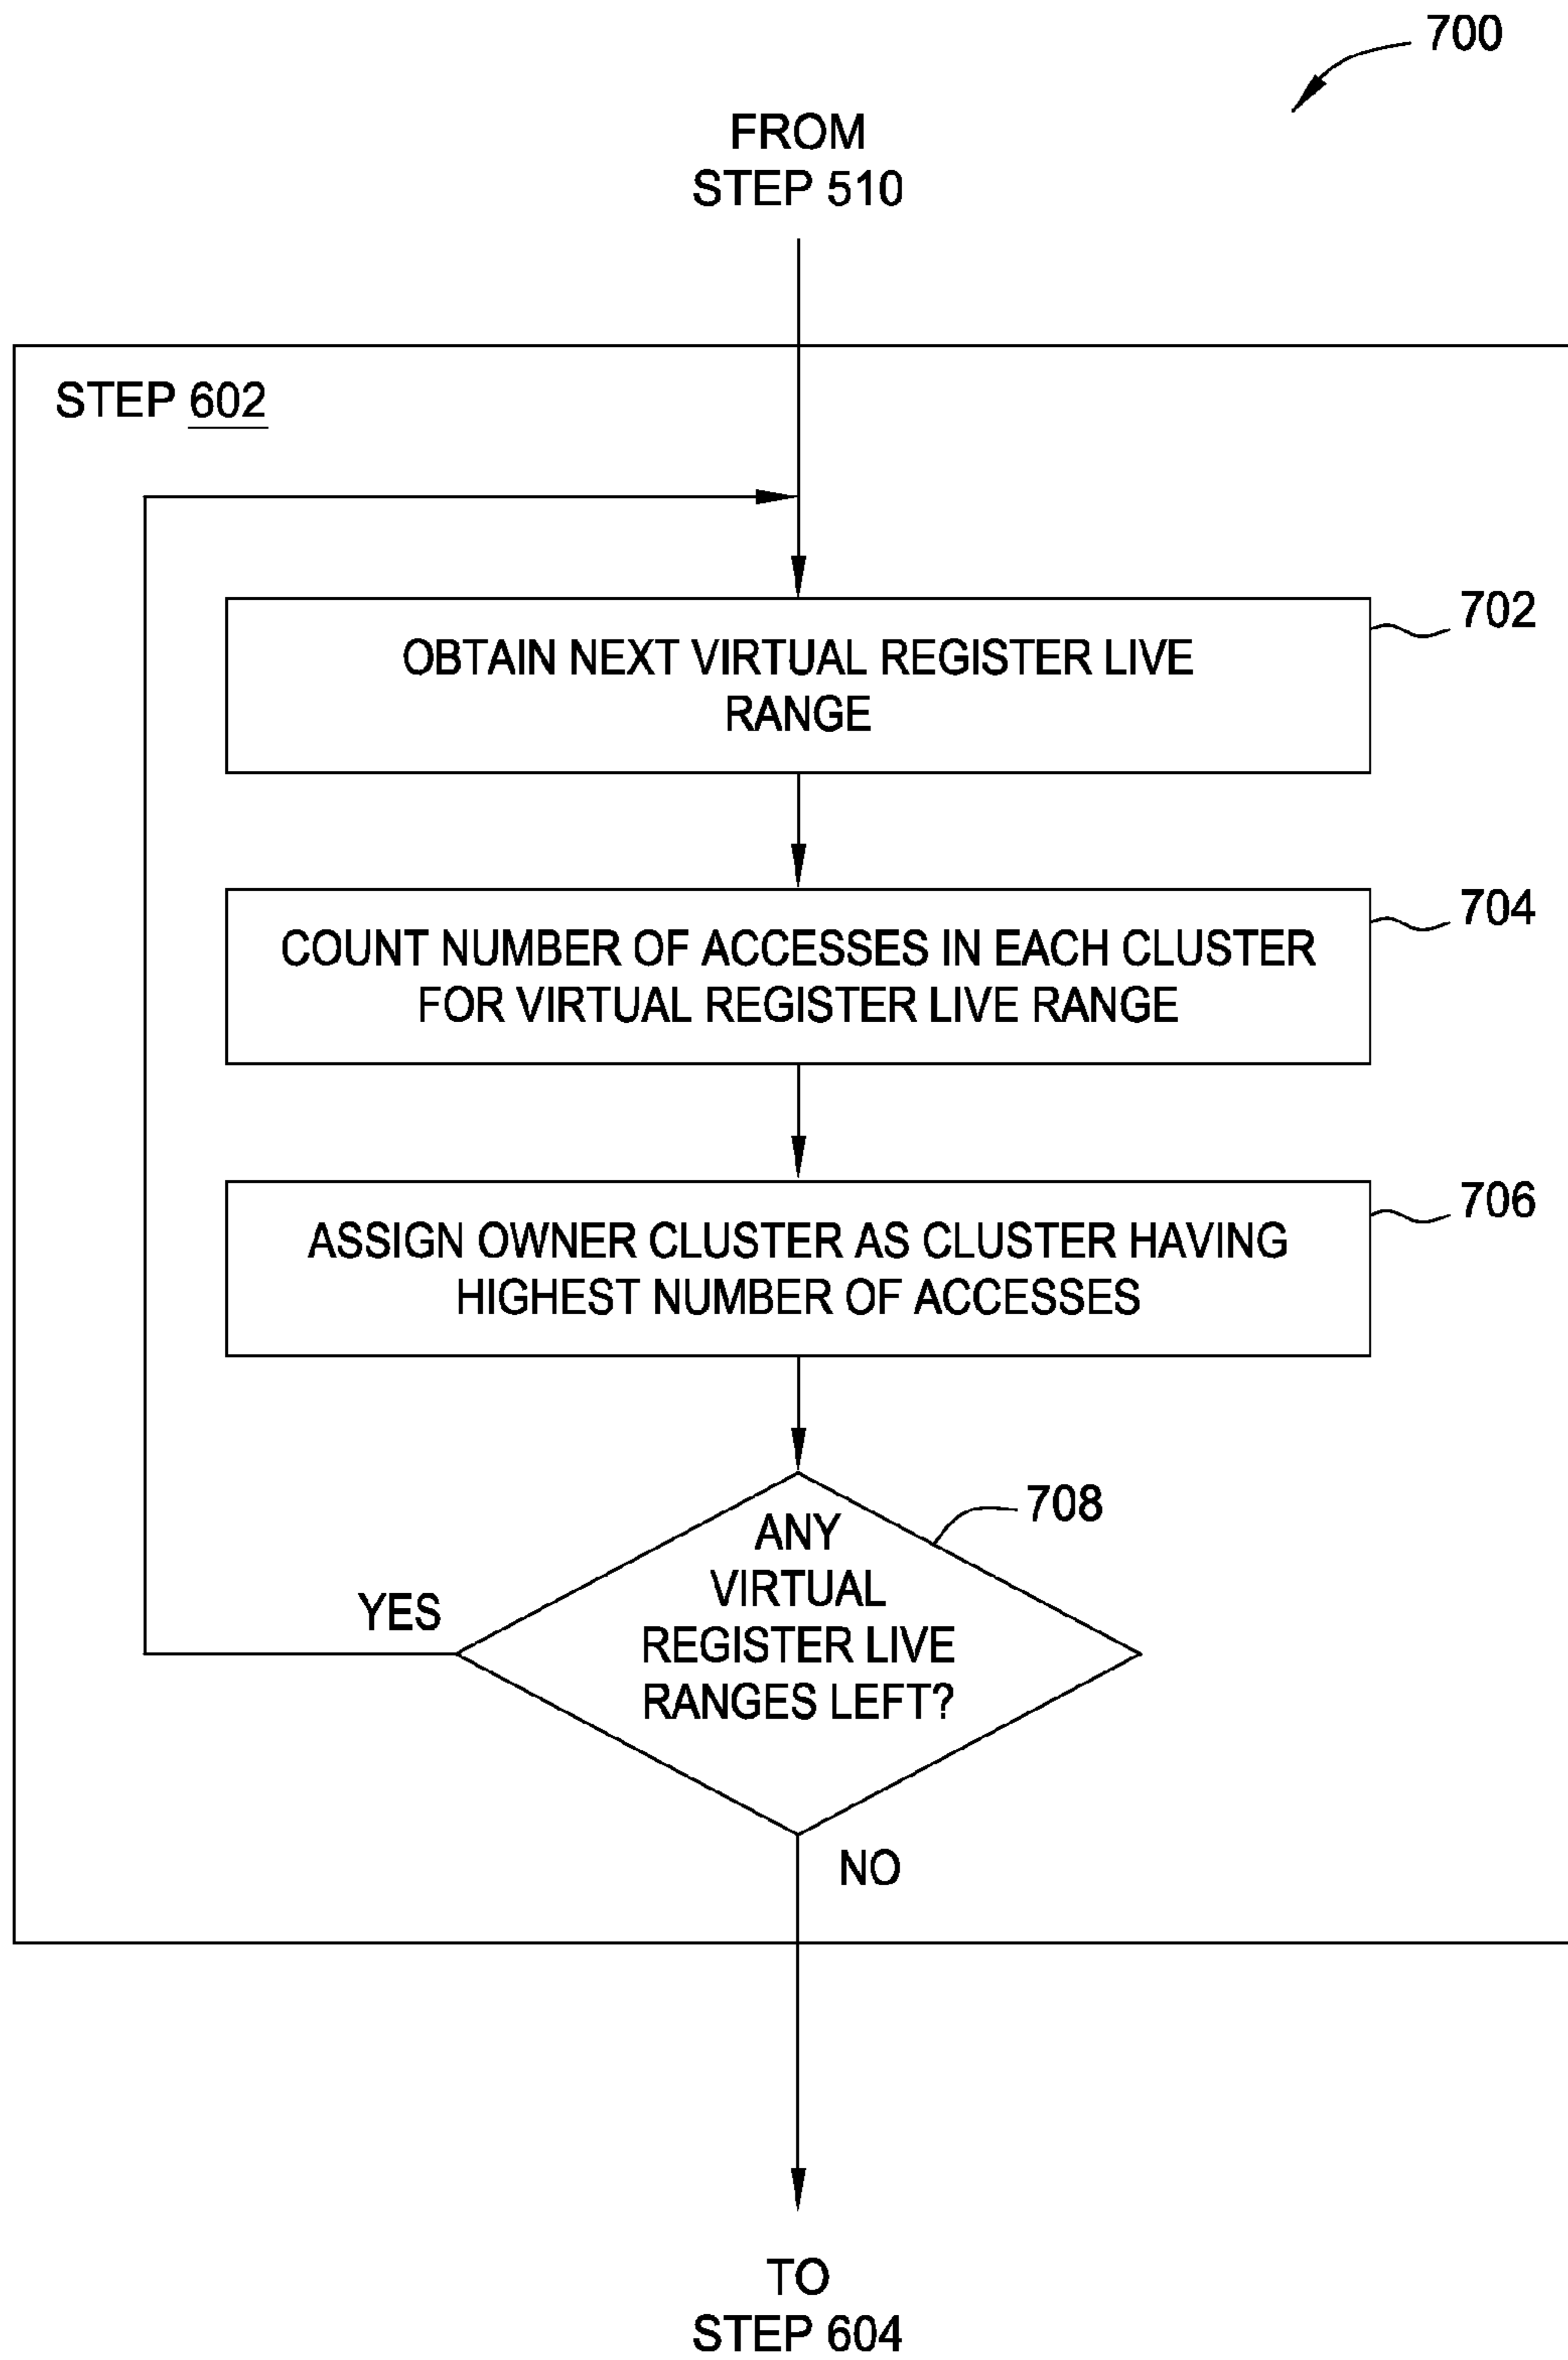 700
FROM
STEP 510
STEP 602
OBTAIN NEXT VIRTUAL REGISTER LIVE
RANGE
702
COUNT NUMBER OF ACCESSES IN EACH CLUSTER
FOR VIRTUAL REGISTER LIVE RANGE
704
ASSIGN OWNER CLUSTER AS CLUSTER HAVING
HIGHEST NUMBER OF ACCESSES
706
ANY
VIRTUAL
REGISTER LIVE
RANGES LEFT?
708
YES
NO
TO
STEP 604